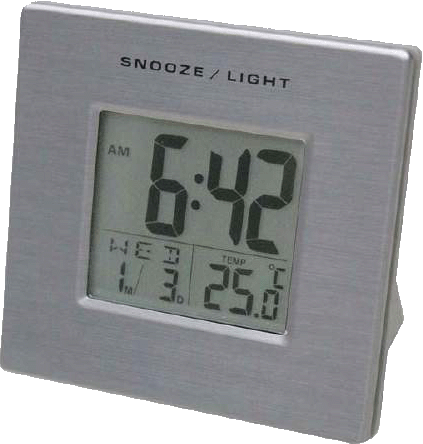 SNOOZE / LIGHT
AM 6:42
WED
TEMP °C
1M/ 3D 25.0